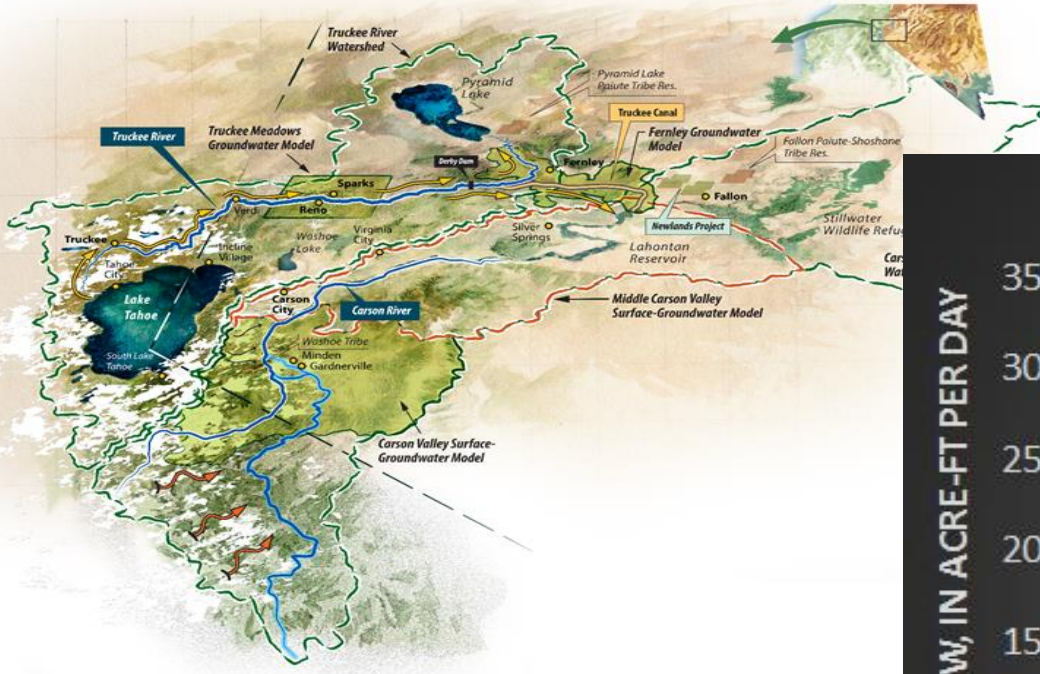 Truckee River
Watershed
Pyramid
Lake
Pyramid Lake
Paiute Tribe Res.
Truckee Canal
Truckee River
Truckee Meadows
Groundwater Model
Fernley Groundwater
Model
Fallon Paiute-Shoshone
Tribe Res.
Derby Dam
Fernley
Sparks
Fallon
Verdi
Reno
Newlands Project
Virginia
City
Silver
Springs
Stillwater
Wildlife Refu
Truckee
Washoe
Lake
Incline
Village
Lahontan
Reservoir
Tahoe
City
Cars
Wat
Lake
Tahoe
Carson
City
Carson River
Middle Carson Valley
Surface-Groundwater Model
Washoe Tribe
South Lake
Tahoe
Minden
Gardnerville
Carson Valley Surface-
Groundwater Model
W, IN ACRE-FT PER DAY
35
30
25
20
15